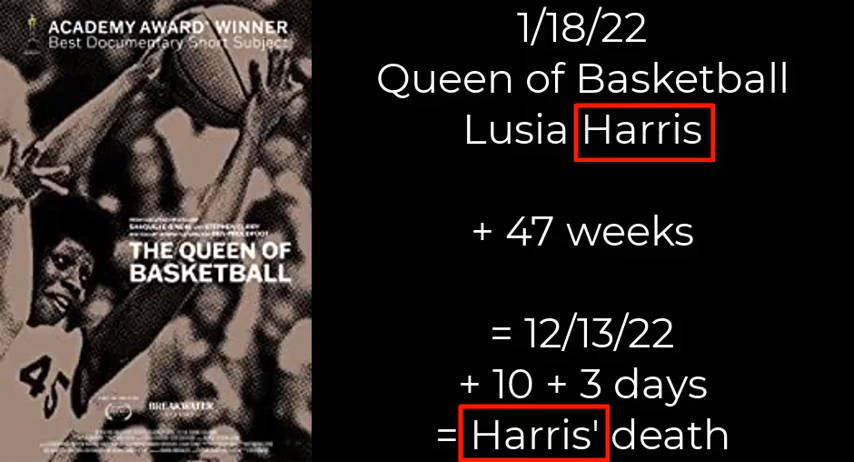 ACADEMY AWARD® WINNER
Best Documentary Short Subject
THE QUEEN OF
BASKETBALL
45
BREAKWATER
1/18/22
Queen of Basketball
Lusia Harris
+ 47 weeks
= 12/13/22
+ 10 + 3 days
= Harris' death